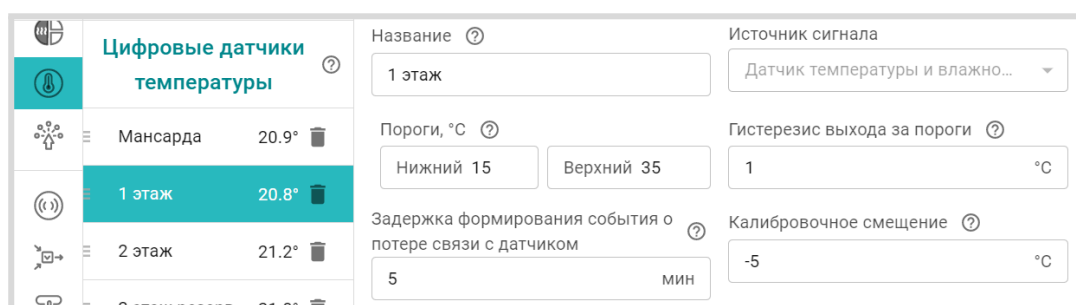 Цифровые датчики
температуры
Мансарда 20.9°
1 этаж 20.8°
2 этаж 21.2°
Название
1 этаж
Источник сигнала
Датчик температуры и влажно...
Пороги, °C
Нижний 15 Верхний 35
Гистерезис выхода за пороги
1 °C
Задержка формирования события о
потере связи с датчиком
5 мин
Калибровочное смещение
-5 °C